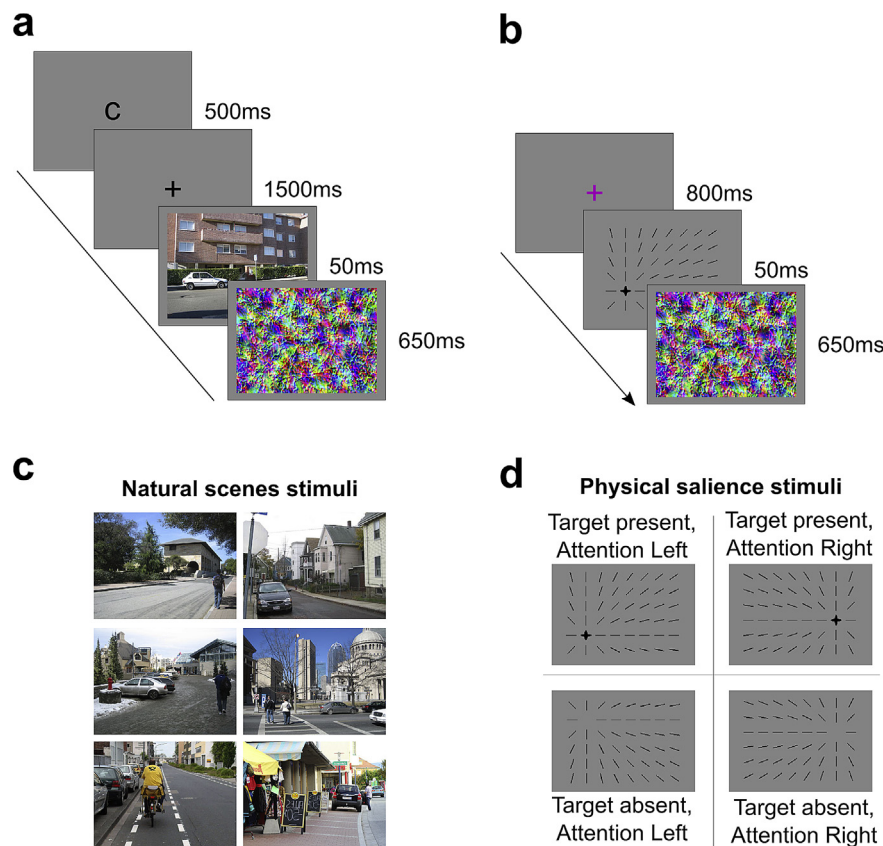 a
C
500ms
1500ms
50ms
650ms
b
800ms
50ms
650ms
c
Natural scenes stimuli
d
Physical salience stimuli
Target present,
Attention Left
Target present,
Attention Right
Target absent,
Attention Left
Target absent,
Attention Right